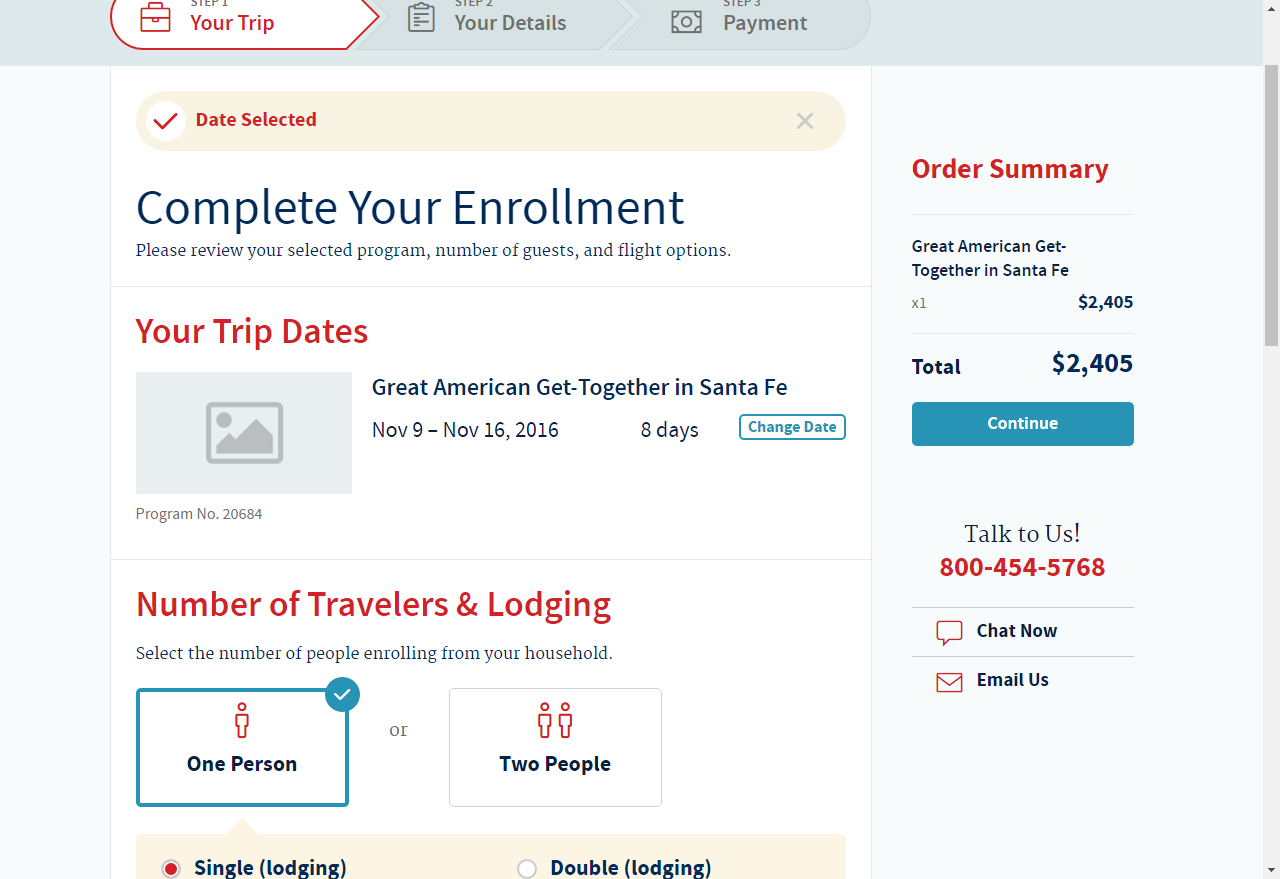 STEP 1
Your Trip
STEP 2
Your Details
STEP 3
Payment
Date Selected
Complete Your Enrollment
Please review your selected program, number of guests, and flight options.
Your Trip Dates
Great American Get-Together in Santa Fe
Nov 9 – Nov 16, 2016
8 days
Change Date
Program No. 20684
Number of Travelers & Lodging
Select the number of people enrolling from your household.
One Person
or
Two People
Single (lodging)
Double (lodging)
Order Summary
Great American Get-
Together in Santa Fe
x1
$2,405
Total
$2,405
Continue
Talk to Us!
800-454-5768
Chat Now
Email Us